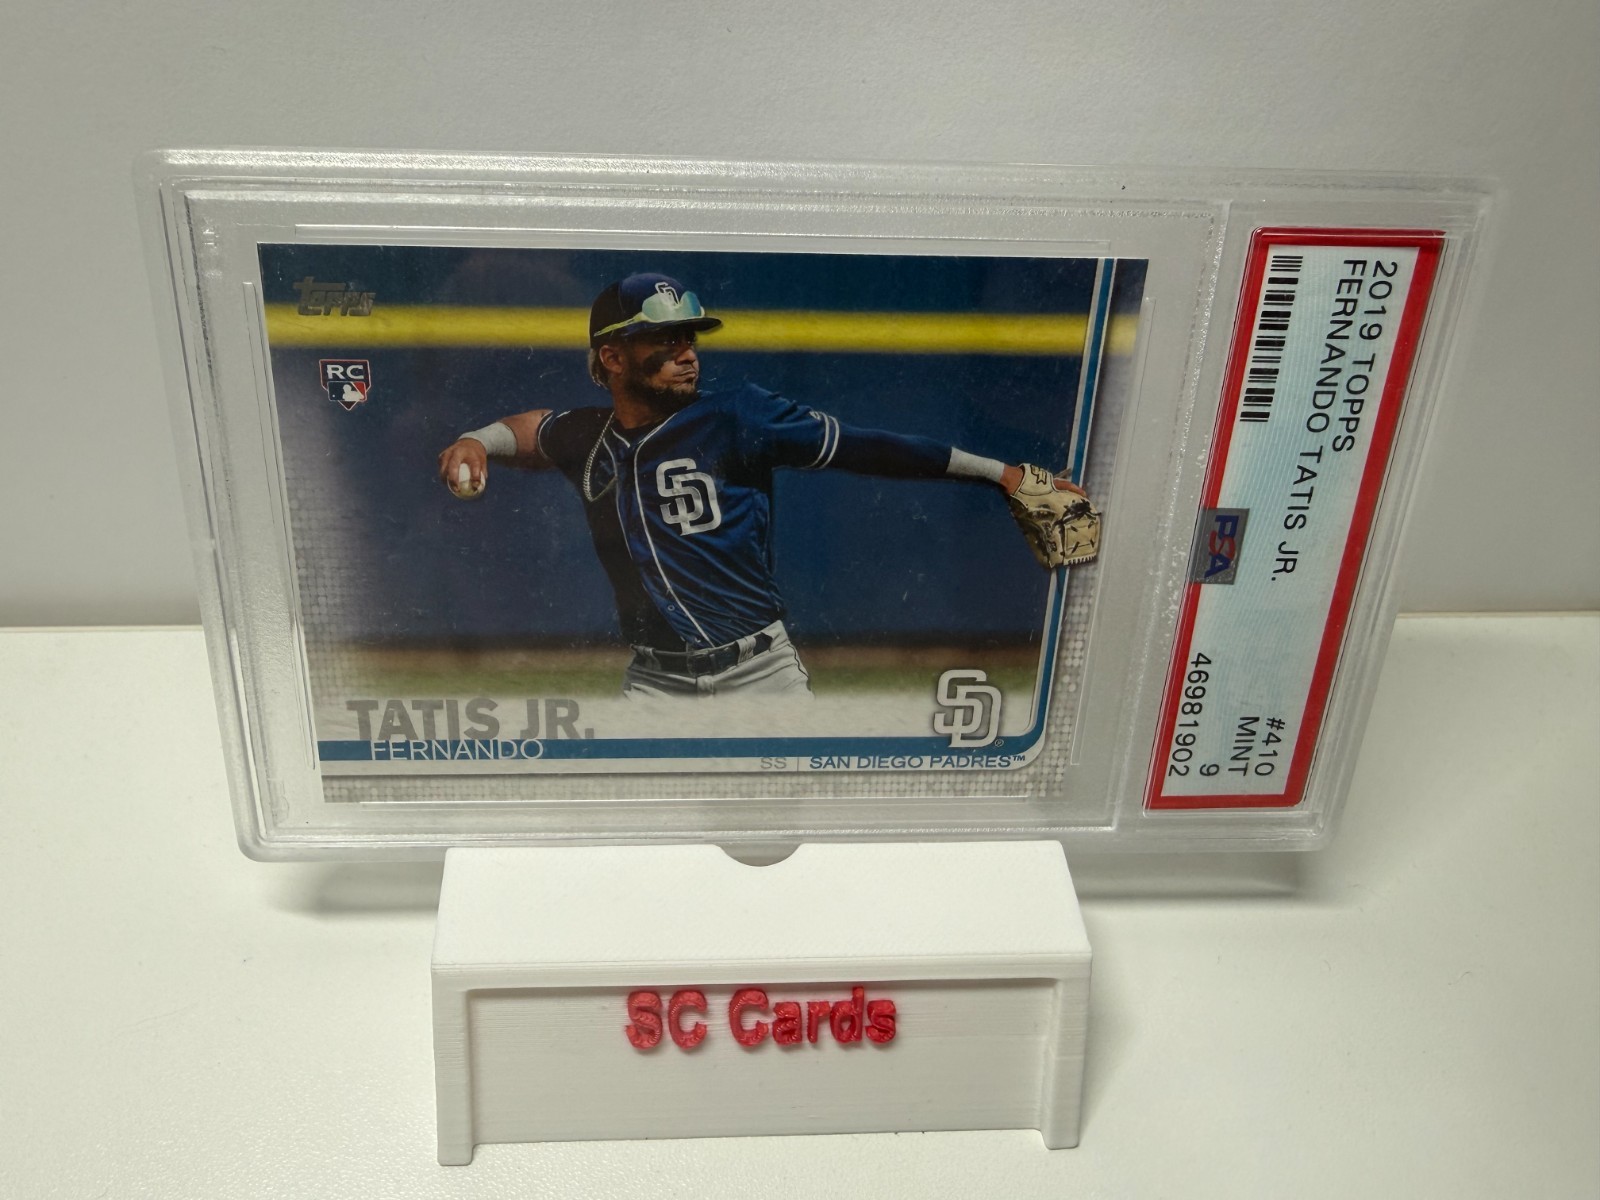 Topps
RC
SD
SD
TATIS JR.
FERNANDO
SS | SAN DIEGO PADRES™
SD®
2019 TOPPS #410
FERNANDO TATIS JR. MINT
9
PSA 46981902
SC Cards